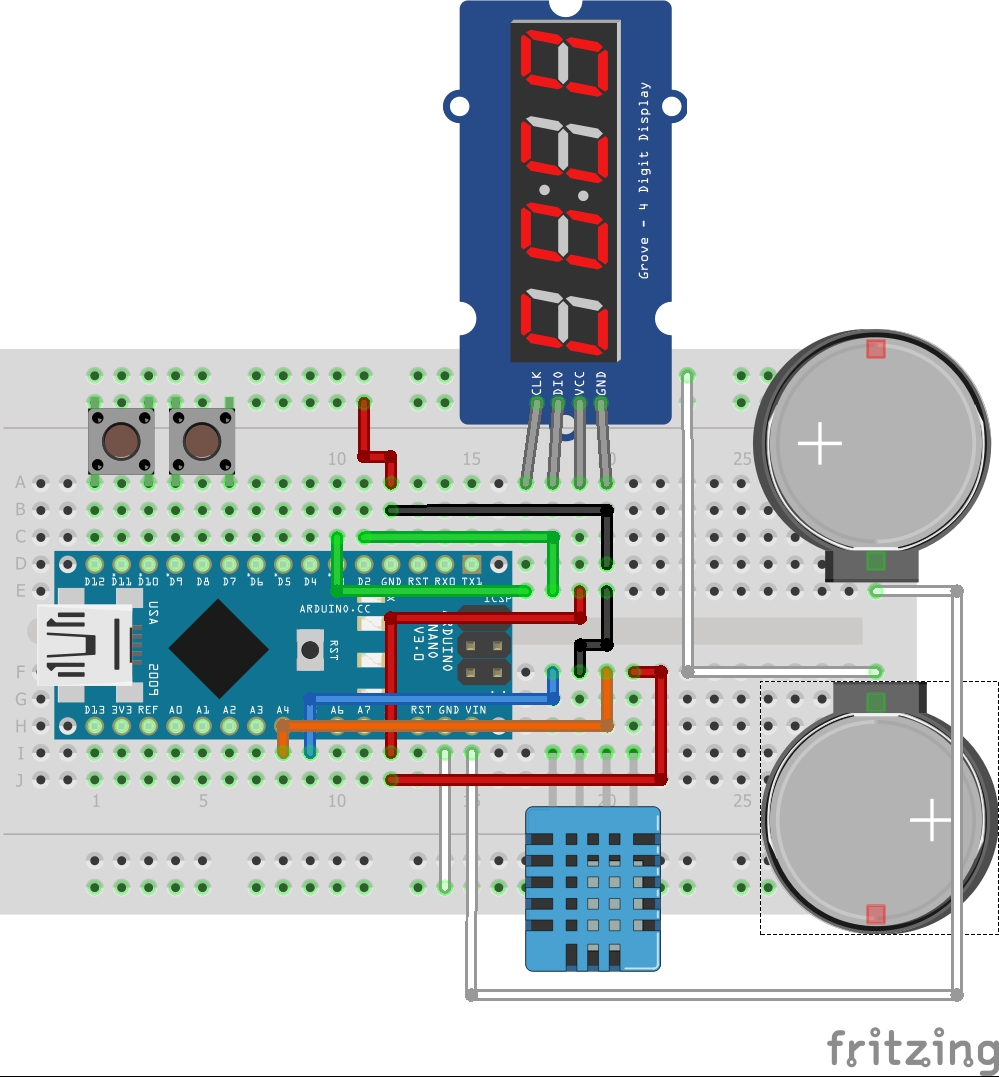 Grove - 4 Digit Display
CLK DIO VCC GND
10 15 20 25
A
B
C
D
D12 D11 D10 D9 D8 D7 D6 D5 D4 D2 GND RST RX0 TX1
E
ICSP
ARDUINO.CC
USA
2009
RST
ARDUINO
NANO
V3.0
F
G
D13 3V3 REF A0 A1 A2 A3 A4 A6 A7 RST GND VIN
H
I
J
1 5 10 15 20 25
fritzing